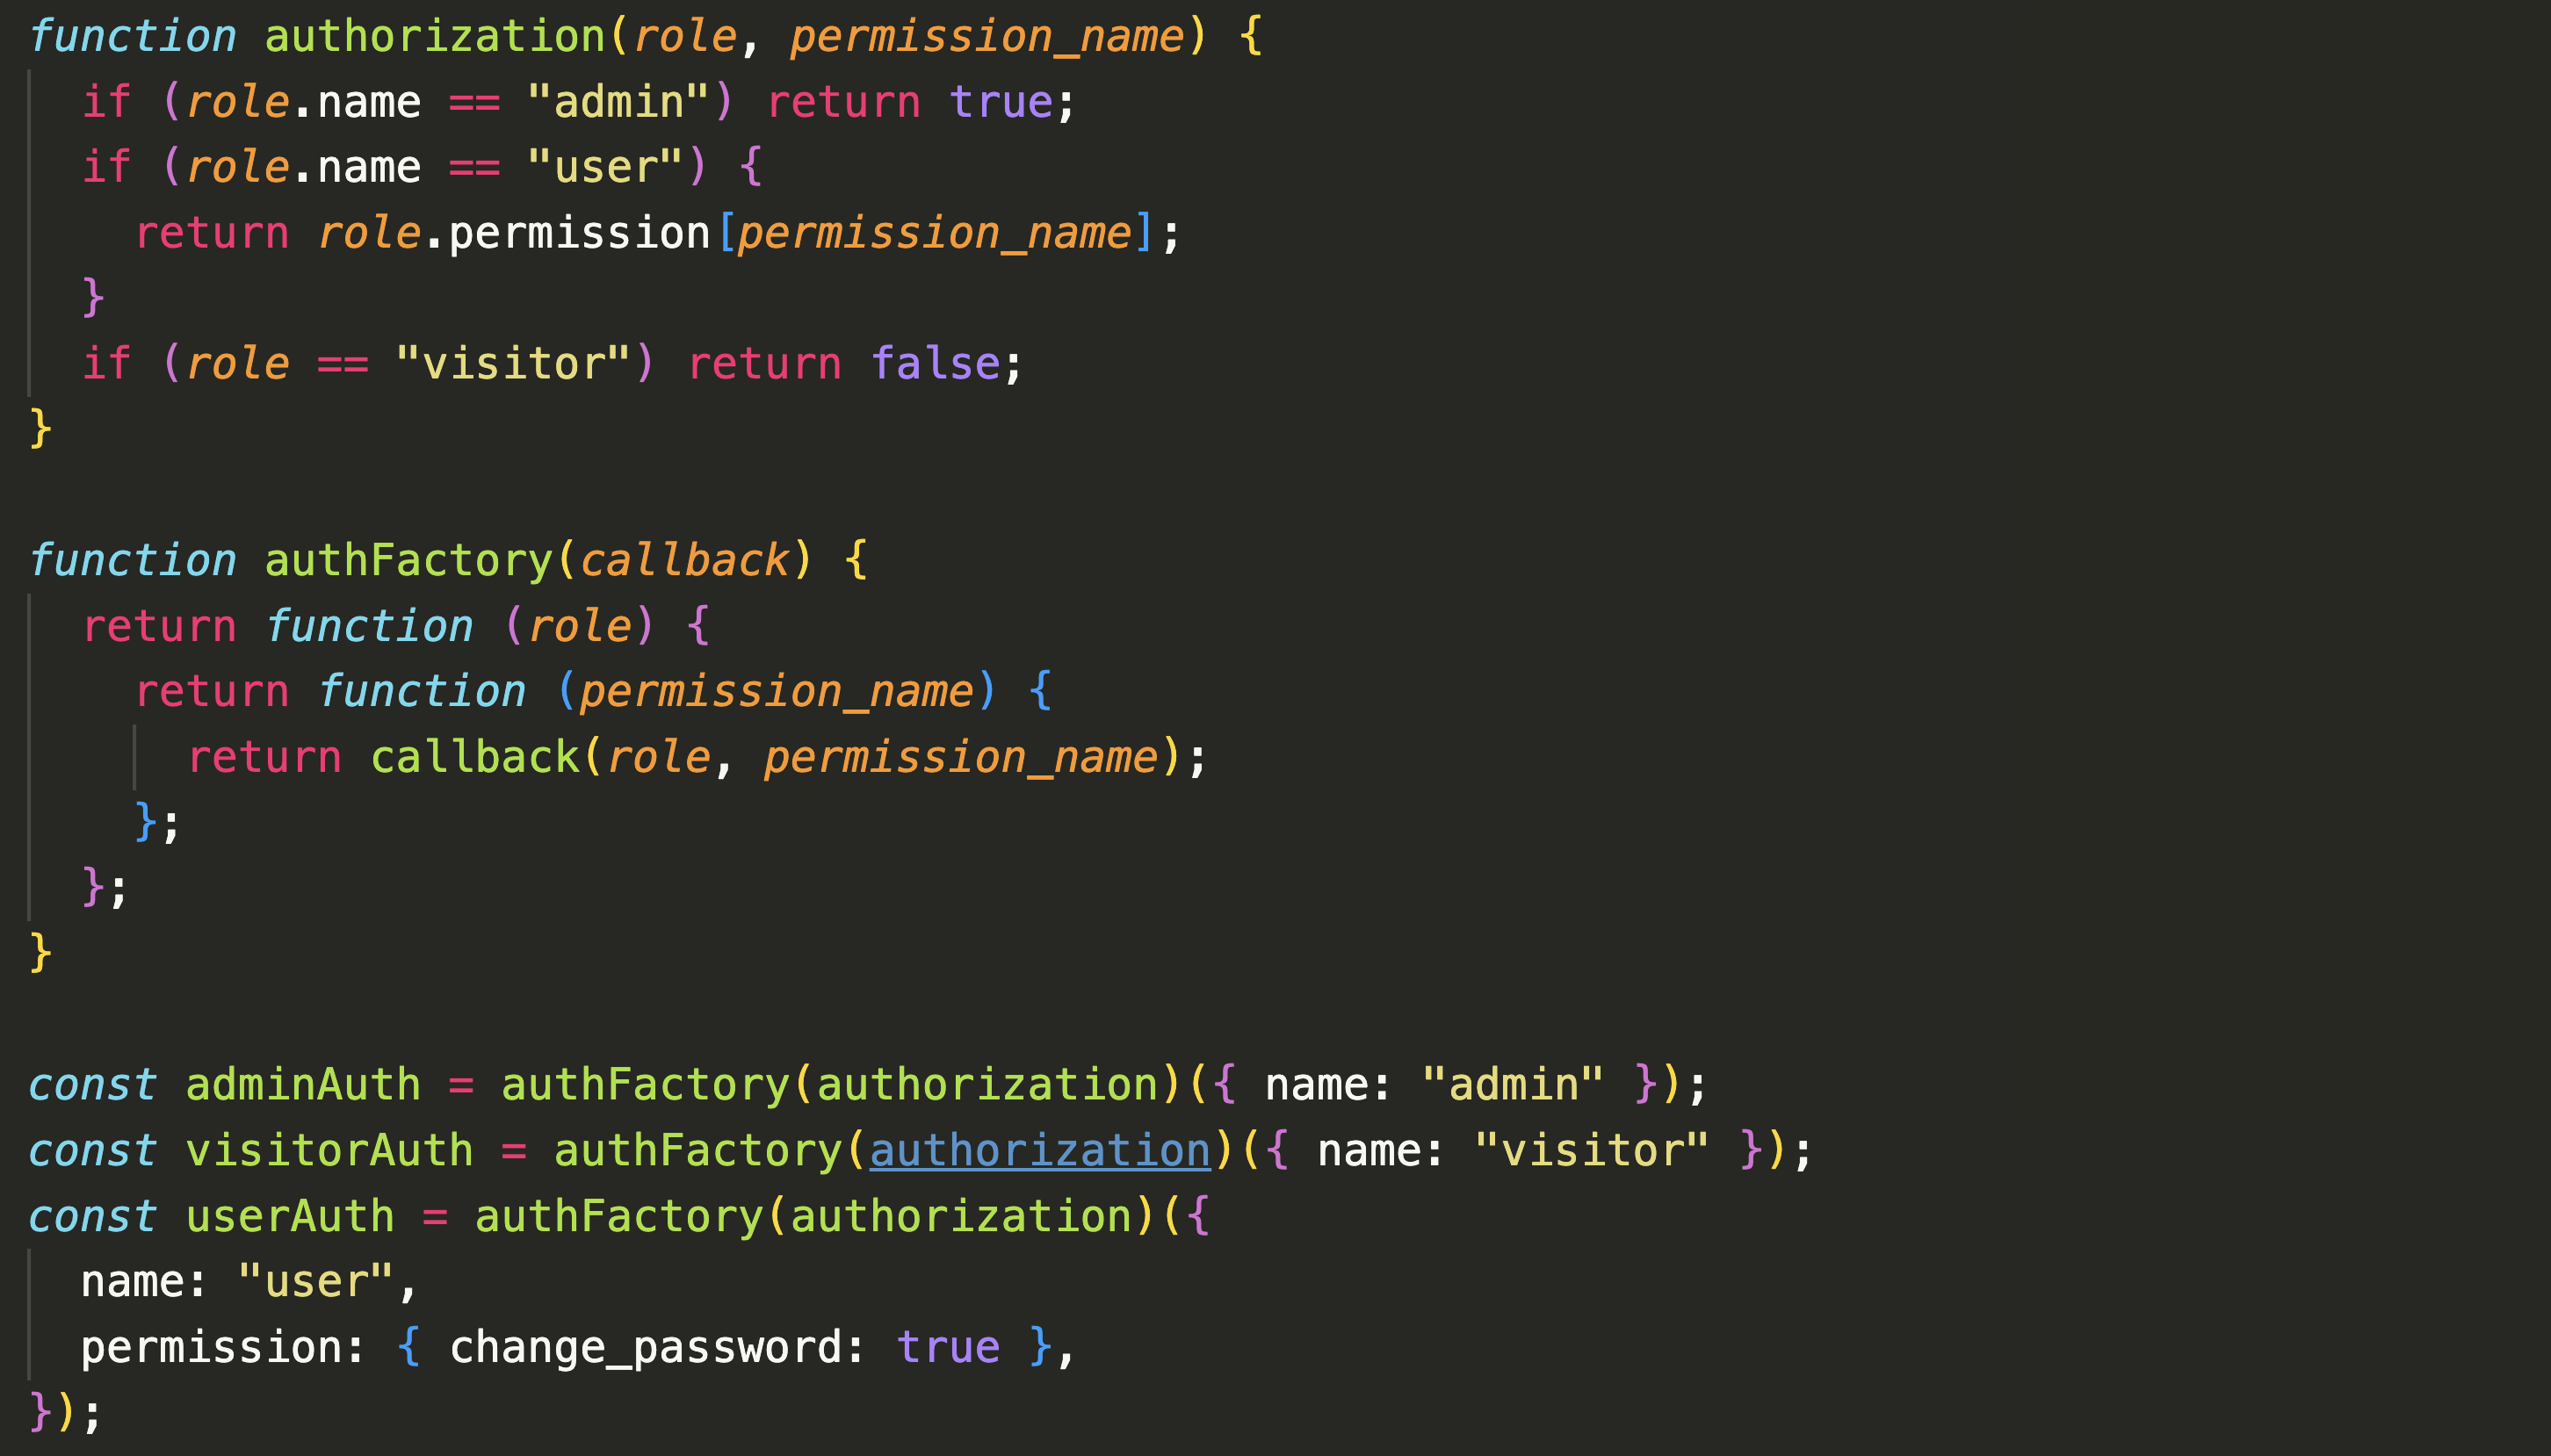 function authorization(role, permission_name) {
  if (role.name == "admin") return true;
  if (role.name == "user") {
    return role.permission[permission_name];
  }
  if (role == "visitor") return false;
}

function authFactory(callback) {
  return function (role) {
    return function (permission_name) {
      return callback(role, permission_name);
    };
  };
}

const adminAuth = authFactory(authorization)({ name: "admin" });
const visitorAuth = authFactory(authorization)({ name: "visitor" });
const userAuth = authFactory(authorization)({
  name: "user",
  permission: { change_password: true },
});